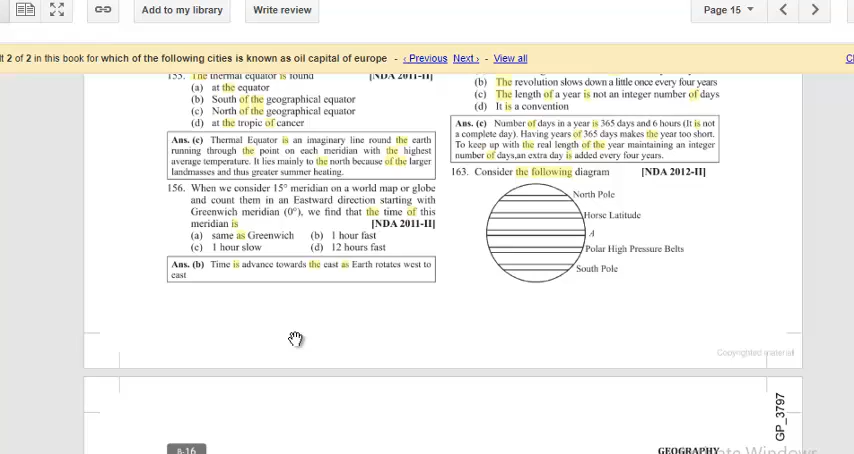 Add to my library
Write review
Page 15
lt 2 of 2 in this book for which of the following cities is known as oil capital of europe - ‹ Previous Next › - View all
155. The thermal equator is found [NDA 2011-II]
(a) at the equator
(b) South of the geographical equator
(c) North of the geographical equator
(d) at the tropic of cancer
Ans. (c) Thermal Equator is an imaginary line round the earth
running through the point on each meridian with the highest
average temperature. It lies mainly to the north because of the larger
landmasses and thus greater summer heating.
156. When we consider 15° meridian on a world map or globe
and count them in an Eastward direction starting with
Greenwich meridian (0°), we find that the time of this
meridian is [NDA 2011-II]
(a) same as Greenwich (b) 1 hour fast
(c) 1 hour slow (d) 12 hours fast
Ans. (b) Time is advance towards the east as Earth rotates west to
east
(b) The revolution slows down a little once every four years
(c) The length of a year is not an integer number of days
(d) It is a convention
Ans. (c) Number of days in a year is 365 days and 6 hours (It is not
a complete day). Having years of 365 days makes the year too short.
To keep up with the real length of the year maintaining an integer
number of days,an extra day is added every four years.
163. Consider the following diagram [NDA 2012-II]
North Pole
Horse Latitude
A
Polar High Pressure Belts
South Pole
Copyrighted material
GP_3797
B-16
GEOGRAPHY